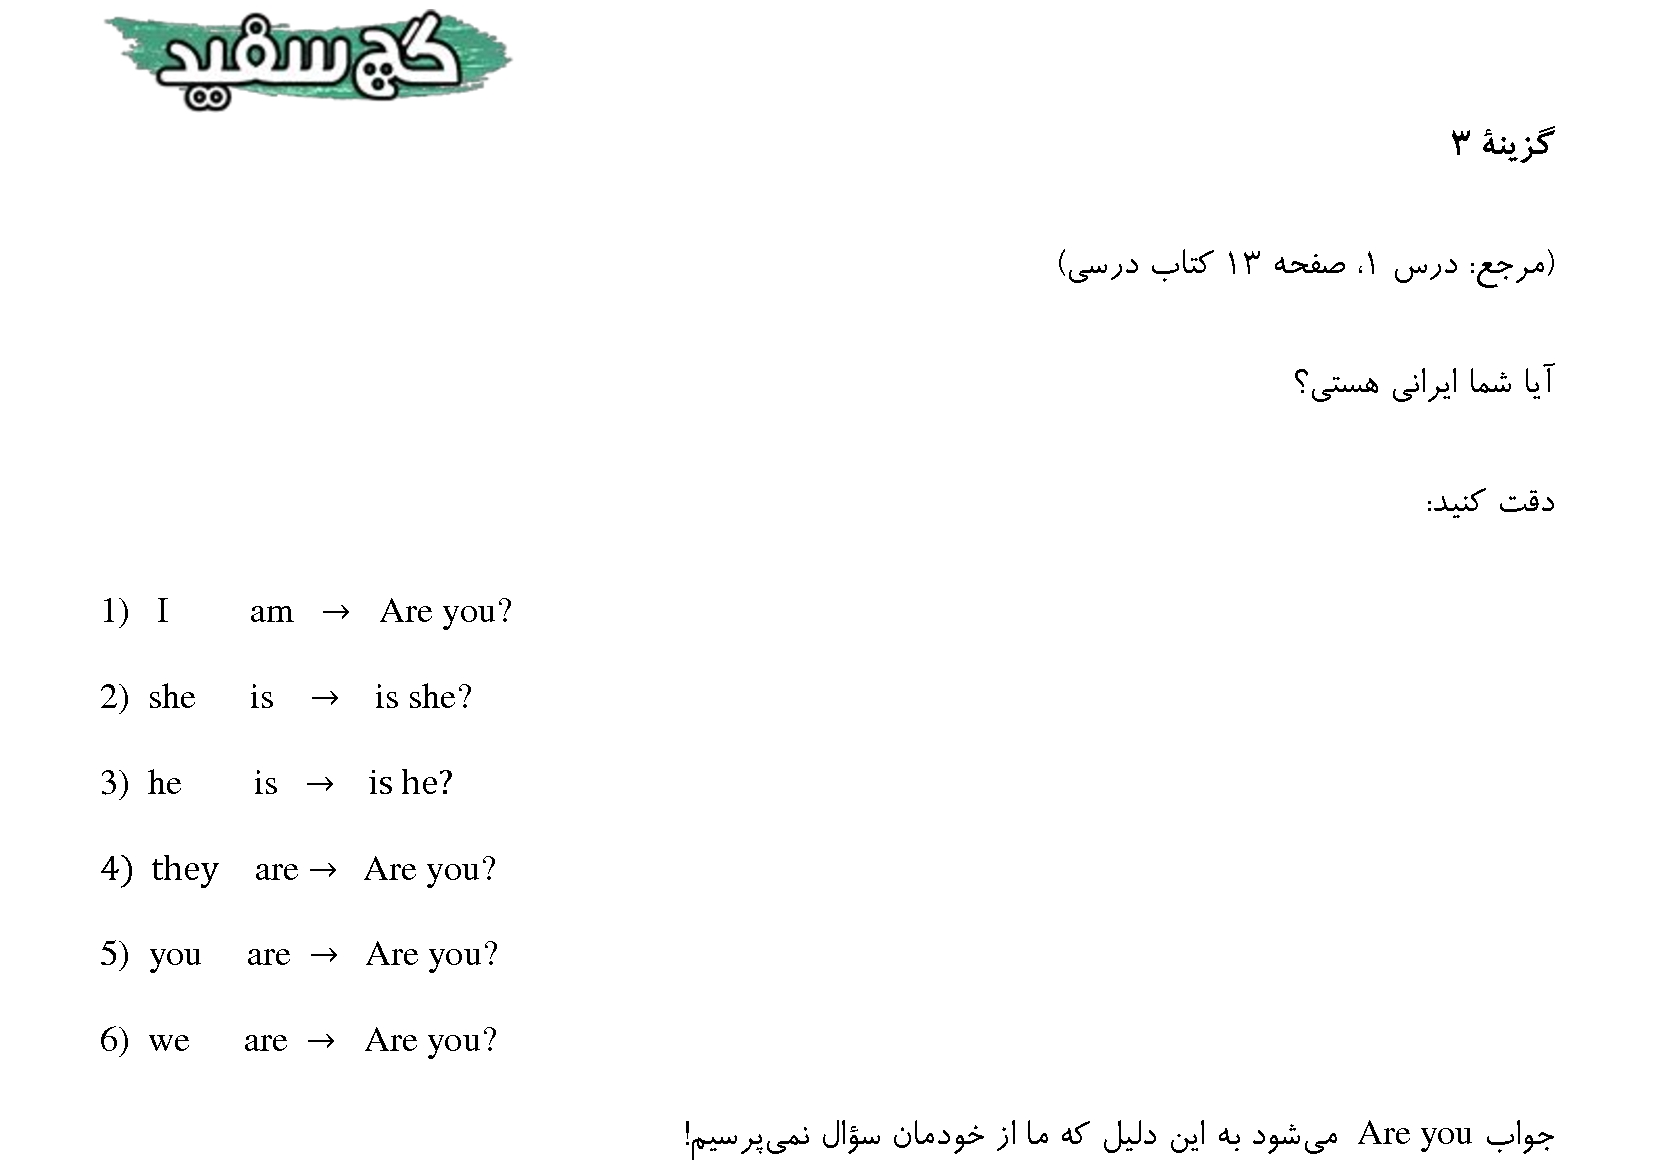 گچ سفید
گزینهٔ ۳
(مرجع: درس ۱، صفحه ۱۳ کتاب درسی)
آیا شما ایرانی هستی؟
دقت کنید:
1) I am → Are you?
2) she is → is she?
3) he is → is he?
4) they are → Are you?
5) you are → Are you?
6) we are → Are you?
جواب Are you می‌شود به این دلیل که ما از خودمان سؤال نمی‌پرسیم!